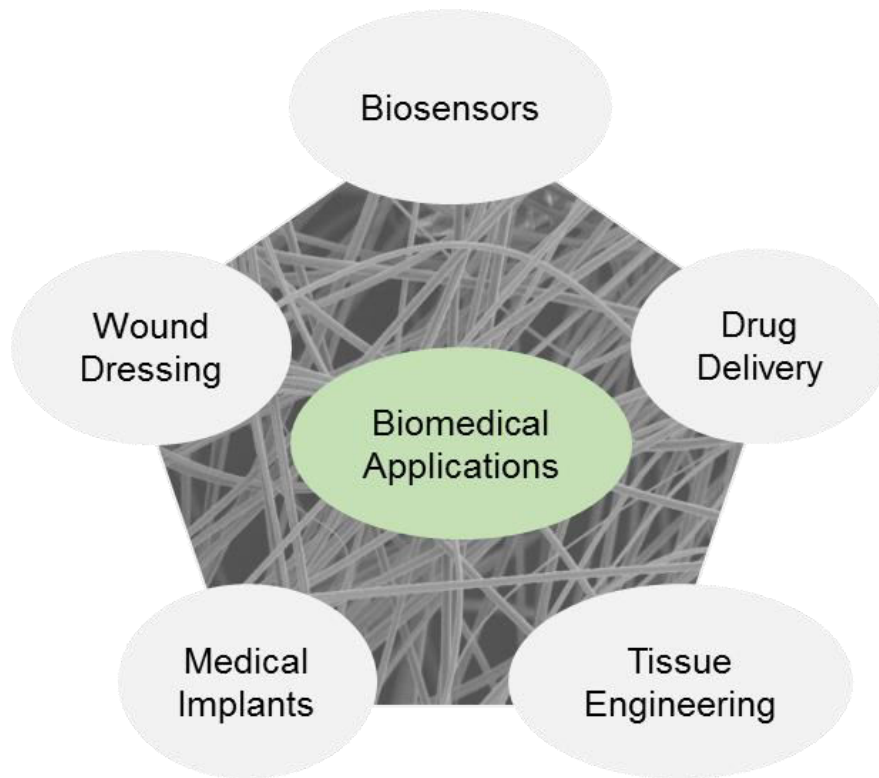 Biosensors
Wound
Dressing
Drug
Delivery
Biomedical
Applications
Medical
Implants
Tissue
Engineering